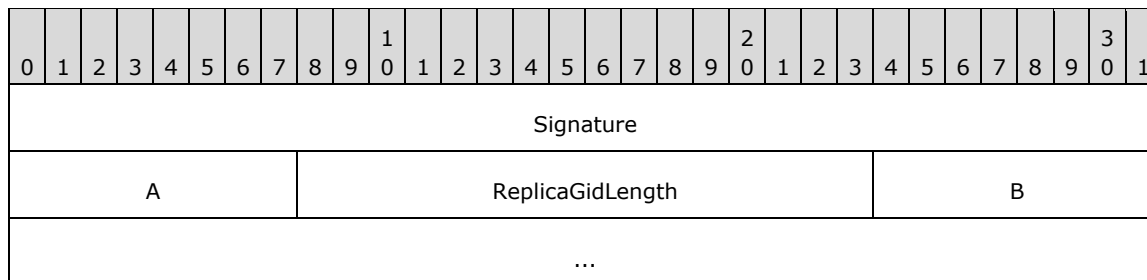 0 1 2 3 4 5 6 7 8 9 1 0 1 2 3 4 5 6 7 8 9 2 0 1 2 3 4 5 6 7 8 9 3 0 1
Signature
A ReplicaGidLength B
...